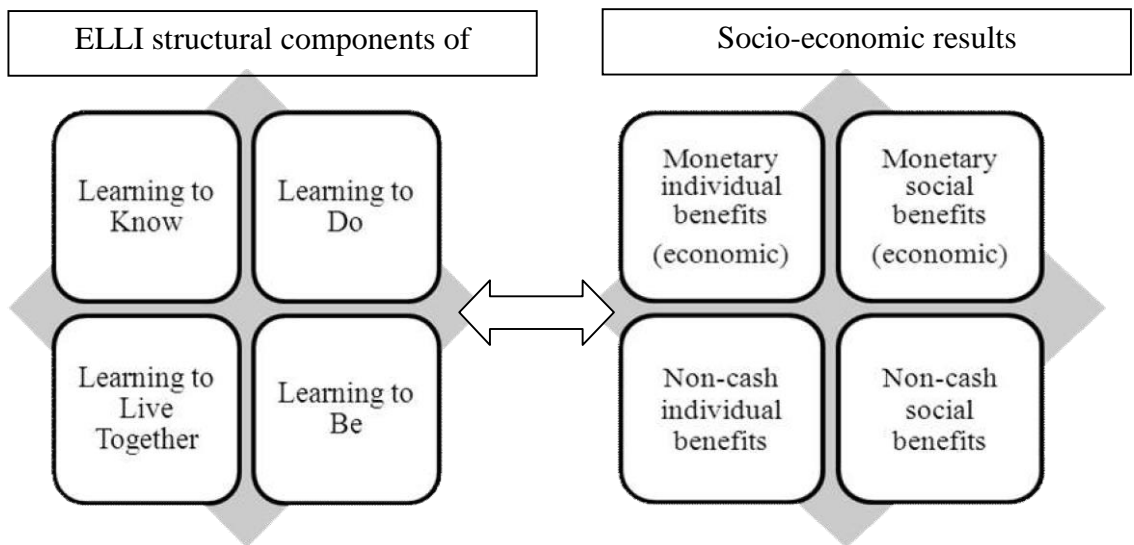 ELLI structural components of
Socio-economic results
Learning to
Know
Learning to
Do
Learning to
Live
Together
Learning to
Be
Monetary
individual
benefits
(economic)
Monetary
social
benefits
(economic)
Non-cash
individual
benefits
Non-cash
social
benefits